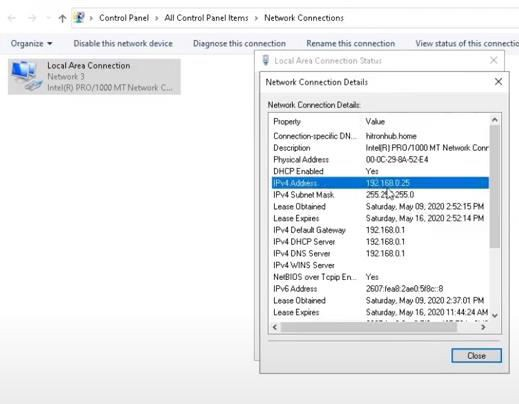 Control Panel > All Control Panel Items > Network Connections
Organize Disable this network device Diagnose this connection Rename this connection View status of this connectio
Local Area Connection
Network 3
Intel(R) PRO/1000 MT Network C...
Local Area Connection Status
Network Connection Details
Network Connection Details:
Property Value
Connection-specific DN... hitronhub.home
Description Intel(R) PRO/1000 MT Network Conr
Physical Address 00-0C-29-8A-52-E4
DHCP Enabled Yes
IPv4 Address 192.168.0.25
IPv4 Subnet Mask 255.25 .255.0
Lease Obtained Saturday, May 09, 2020 2:52:15 PM
Lease Expires Saturday, May 16, 2020 2:52:14 PM
IPv4 Default Gateway 192.168.0.1
IPv4 DHCP Server 192.168.0.1
IPv4 DNS Server 192.168.0.1
IPv4 WINS Server
NetBIOS over Tcpip En... Yes
IPv6 Address 2607:fea8:2ae0:5f8c::8
Lease Obtained Saturday, May 09, 2020 2:37:01 PM
Lease Expires Saturday, May 16, 2020 11:44:24 AM
Close